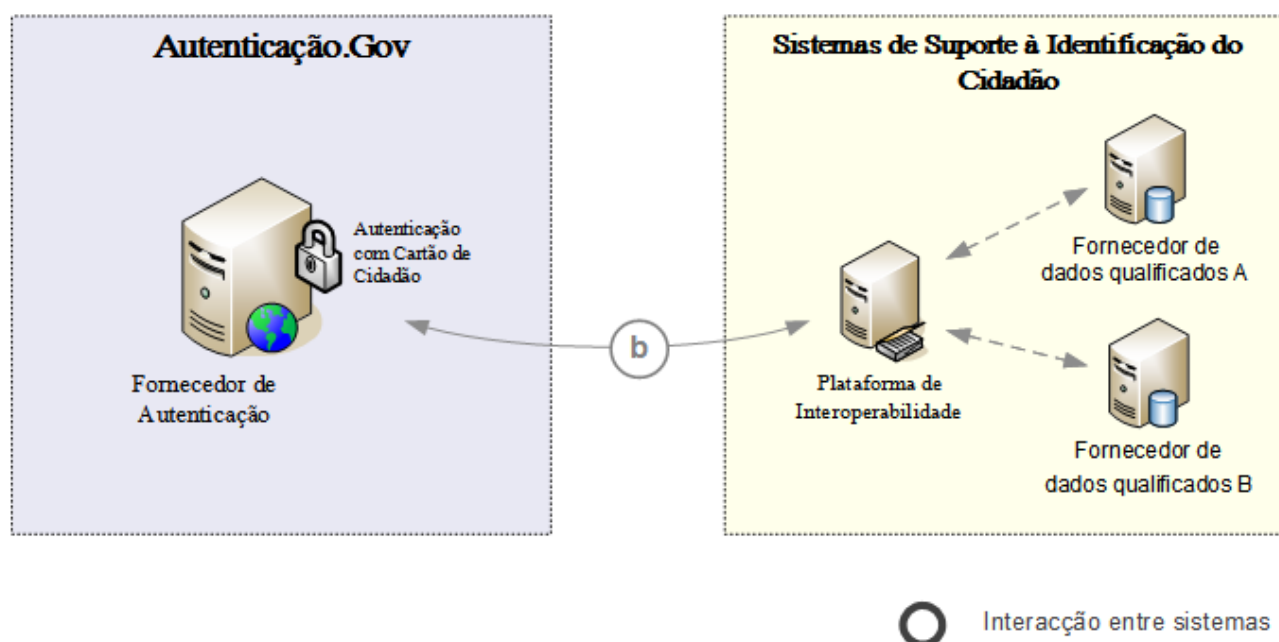 Autenticação.Gov
Autenticação
com Cartão de
Cidadão
Fornecedor de
Autenticação
b
Sistemas de Suporte à Identificação do
Cidadão
Fornecedor de
dados qualificados A
Plataforma de
Interoperabilidade
Fornecedor de
dados qualificados B
Interacção entre sistemas